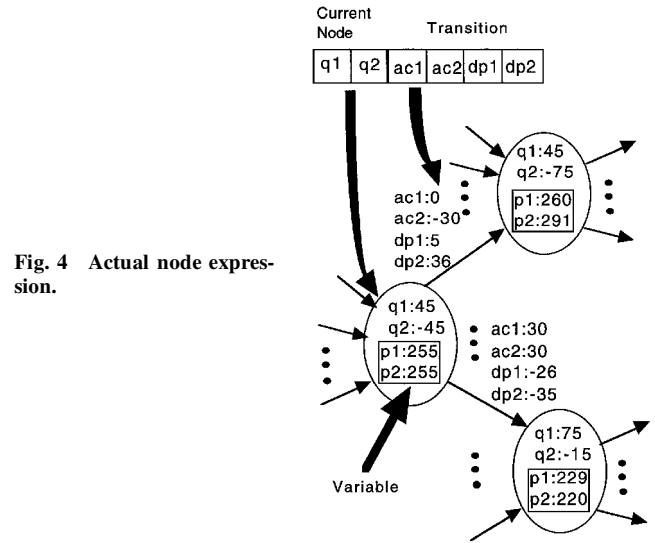 Current
Node
Transition
q1 q2 ac1 ac2 dp1 dp2
q1:45
q2:-75
p1:260
p2:291
ac1:0
ac2:-30
dp1:5
dp2:36
Fig. 4 Actual node expres-
sion.
q1:45
q2:-45
p1:255
p2:255
ac1:30
ac2:30
dp1:-26
dp2:-35
q1:75
q2:-15
p1:229
p2:220
Variable